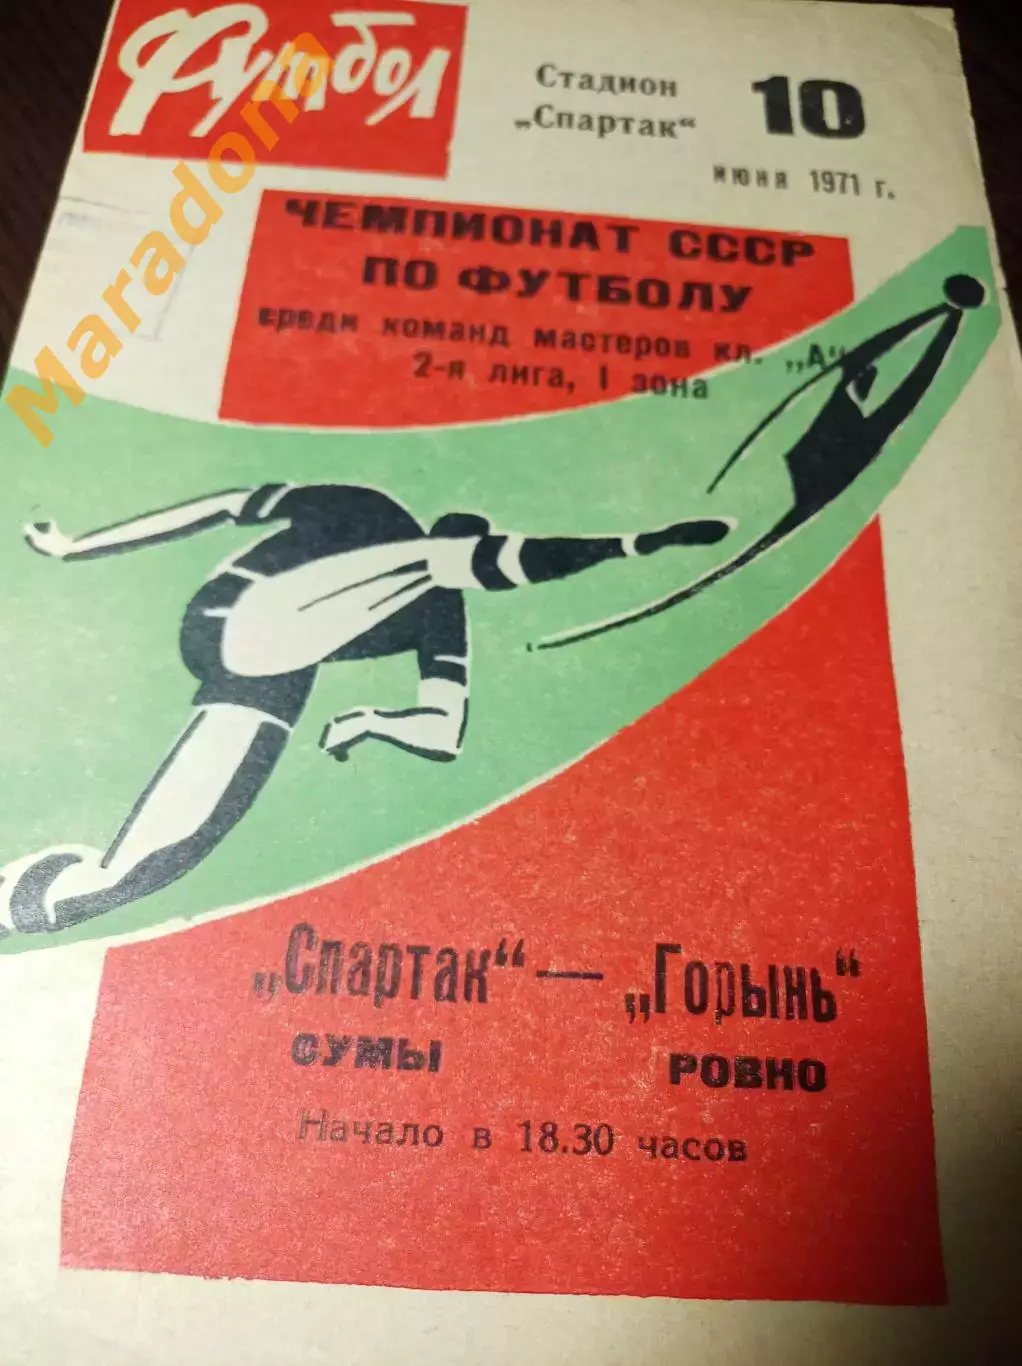 Футбол
Стадион
„Спартак“
10
июня 1971 г.
ЧЕМПИОНАТ СССР
ПО ФУТБОЛУ
среди команд мастеров кл. „А“
2-я лига, I зона
„Спартак“ — „Горынь“
СУМЫ РОВНО
Начало в 18.30 часов
Maradona